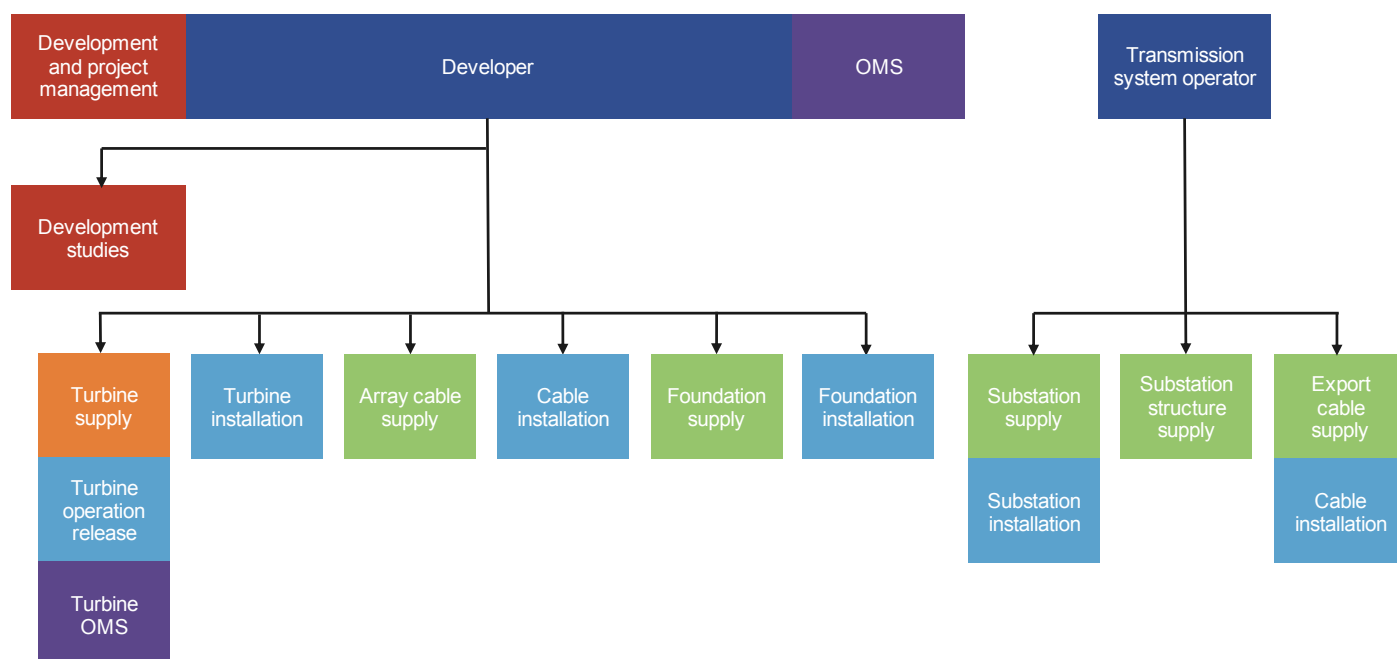 Development
and project
management
Developer
OMS
Transmission
system operator
Development
studies
Turbine
supply
Turbine
installation
Array cable
supply
Cable
installation
Foundation
supply
Foundation
installation
Substation
supply
Substation
structure
supply
Export
cable
supply
Turbine
operation
release
Substation
installation
Cable
installation
Turbine
OMS